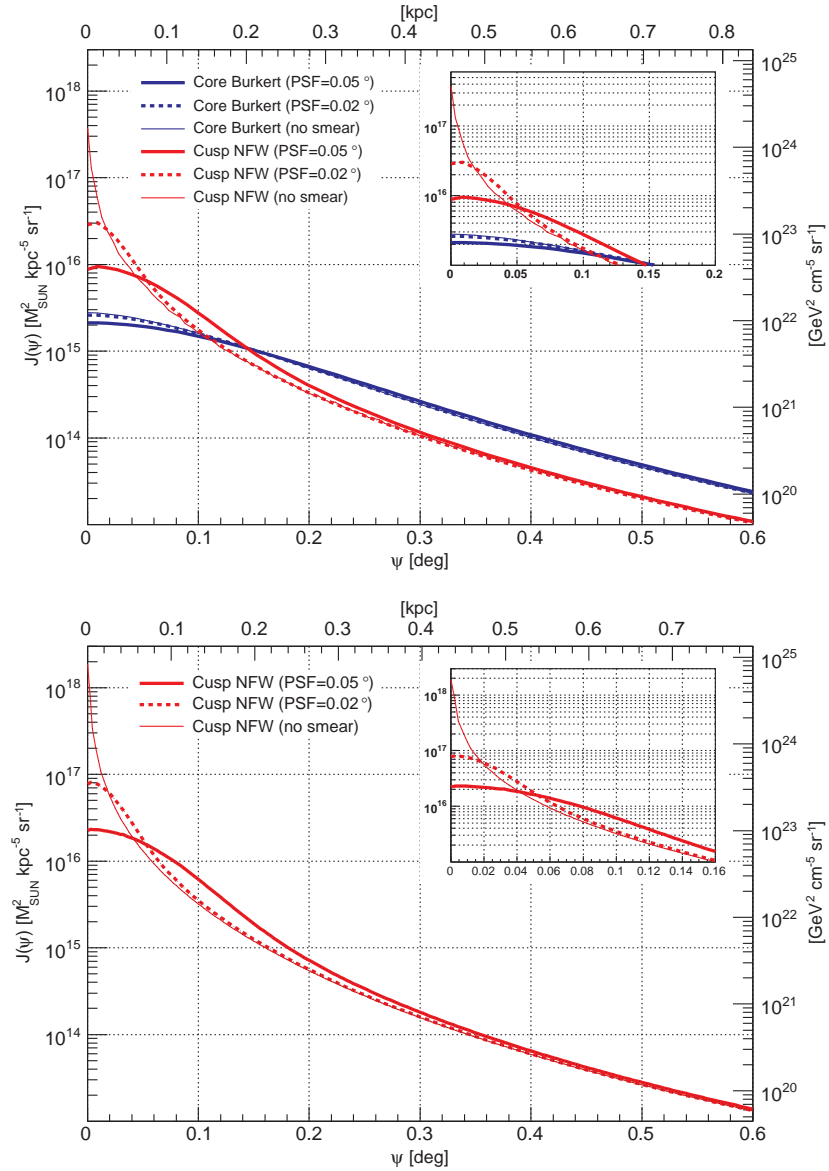 [kpc]
0 0.1 0.2 0.3 0.4 0.5 0.6 0.7 0.8
Core Burkert (PSF=0.05 °)
Core Burkert (PSF=0.02 °)
Core Burkert (no smear)
Cusp NFW (PSF=0.05 °)
Cusp NFW (PSF=0.02 °)
Cusp NFW (no smear)
10^18
10^17
10^16
10^15
10^14
J(ψ) [M^2_SUN kpc^-5 sr^-1]
10^17
10^16
0 0.05 0.1 0.15 0.2
10^25
10^24
10^23
10^22
10^21
10^20
[GeV^2 cm^-5 sr^-1]
0 0.1 0.2 0.3 0.4 0.5 0.6
ψ [deg]
[kpc]
0 0.1 0.2 0.3 0.4 0.5 0.6 0.7
Cusp NFW (PSF=0.05 °)
Cusp NFW (PSF=0.02 °)
Cusp NFW (no smear)
10^18
10^17
10^16
10^15
10^14
J(ψ) [M^2_SUN kpc^-5 sr^-1]
10^18
10^17
10^16
0 0.02 0.04 0.06 0.08 0.1 0.12 0.14 0.16
10^25
10^24
10^23
10^22
10^21
10^20
[GeV^2 cm^-5 sr^-1]
0 0.1 0.2 0.3 0.4 0.5 0.6
ψ [deg]